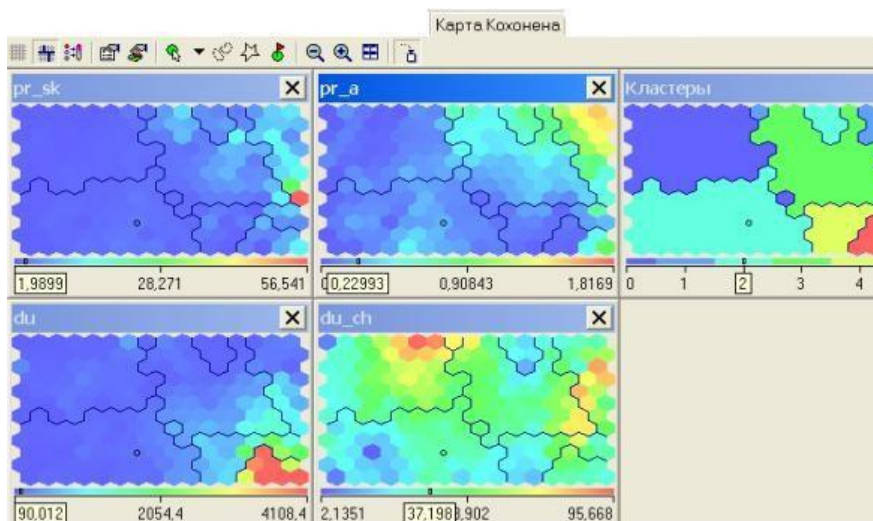 Карта Кохонена
pr_sk
pr_a
Кластеры
1,9899 28,271 56,541
0,22993 0,90843 1,8169
0 1 2 3 4
du
du_ch
90,012 2054,4 4108,4
2,1351 37,198 ,902 95,668